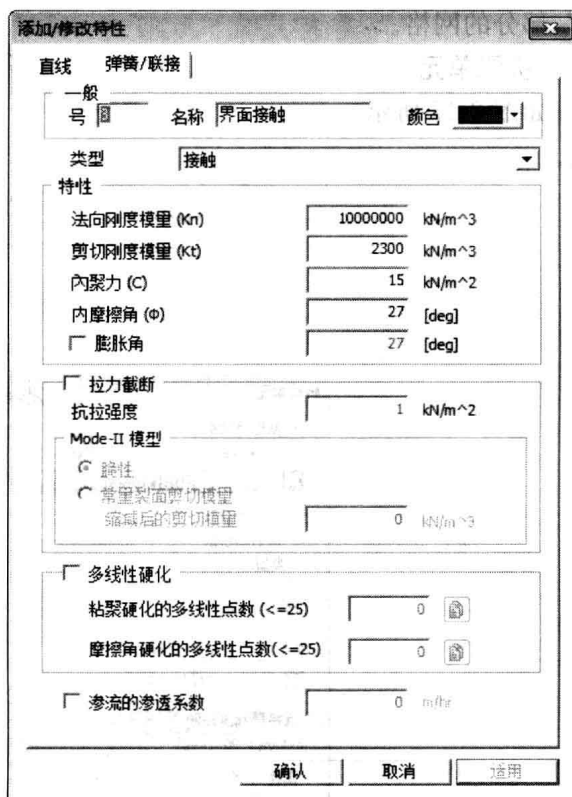 添加/修改特性
直线 弹簧/联接
一般
号 8 名称 界面接触 颜色
类型 接触
特性
法向刚度模量 (Kn) 10000000 kN/m^3
剪切刚度模量 (Kt) 2300 kN/m^3
内聚力 (C) 15 kN/m^2
内摩擦角 (Φ) 27 [deg]
膨胀角 27 [deg]
拉力截断
抗拉强度 1 kN/m^2
Mode-II 模型
脆性
常量裂面剪切模量
缩减后的剪切模量 0 kN/m^3
多线性硬化
粘聚硬化的多线性点数 (<=25) 0
摩擦角硬化的多线性点数(<=25) 0
渗流的渗透系数 0 m/hr
确认 取消 适用